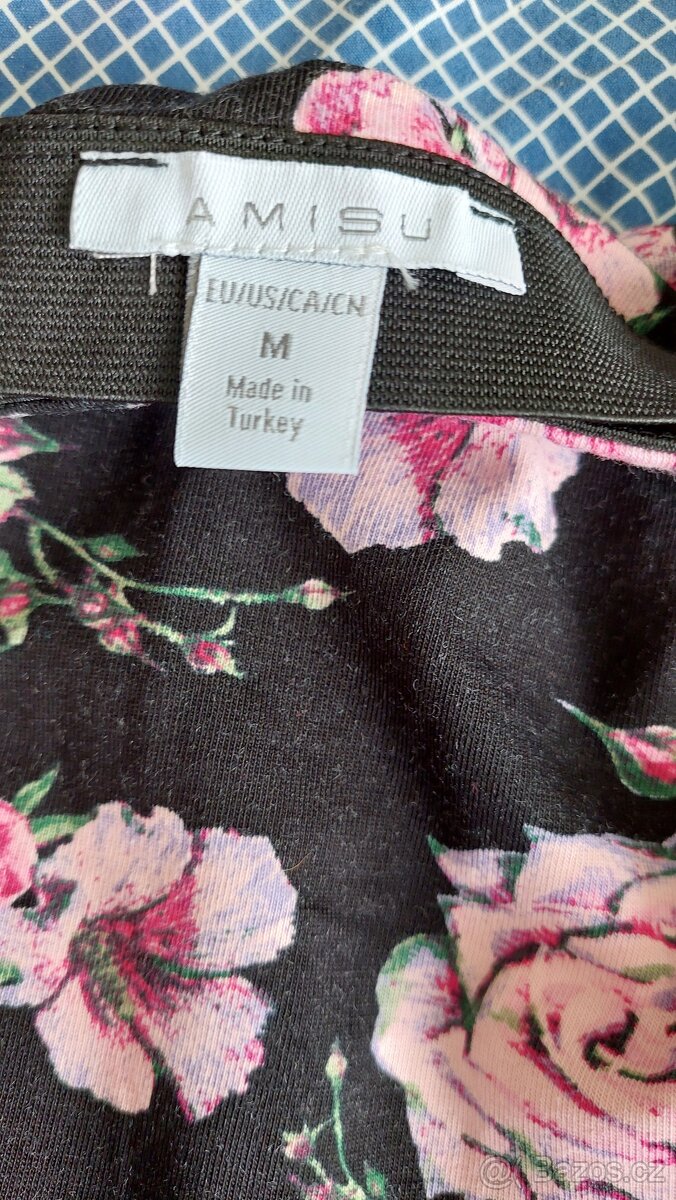 AMISU
EU/US/CA/CN
M
Made in
Turkey
Bazos.cz